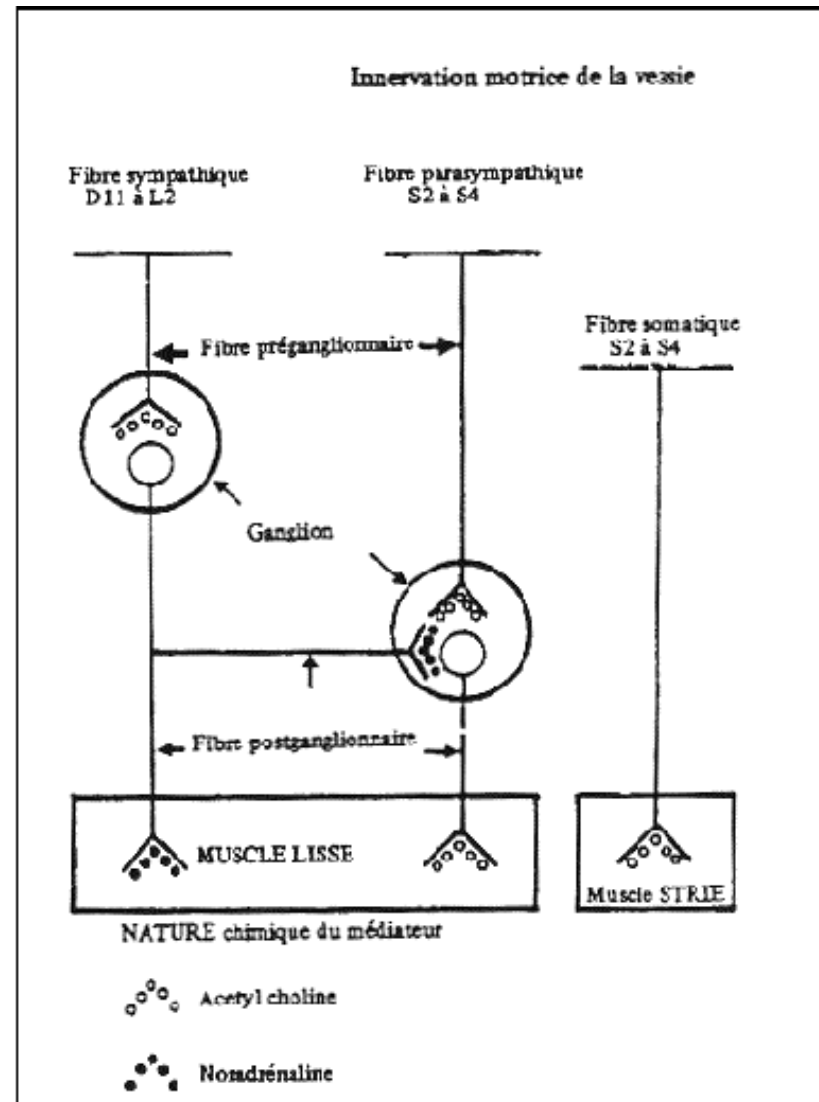 Innervation motrice de la vessie
Fibre sympathique
D11 à L2
Fibre parasympathique
S2 à S4
Fibre somatique
S2 à S4
Fibre préganglionnaire
Ganglion
Fibre postganglionnaire
MUSCLE LISSE
Muscle STRIE
NATURE chimique du médiateur
Acetyl choline
Noradrénaline